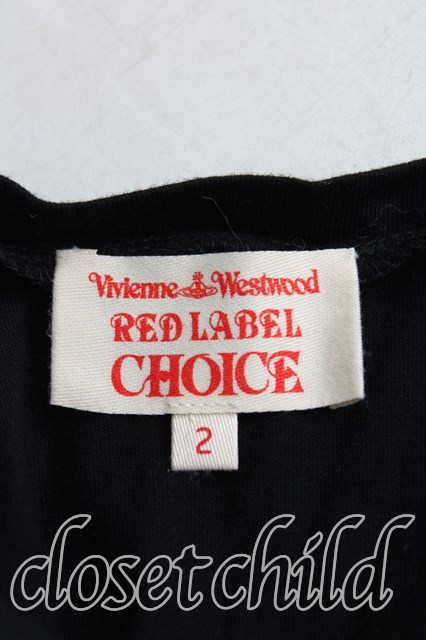 Vivienne Westwood
RED LABEL
CHOICE
2
closet child